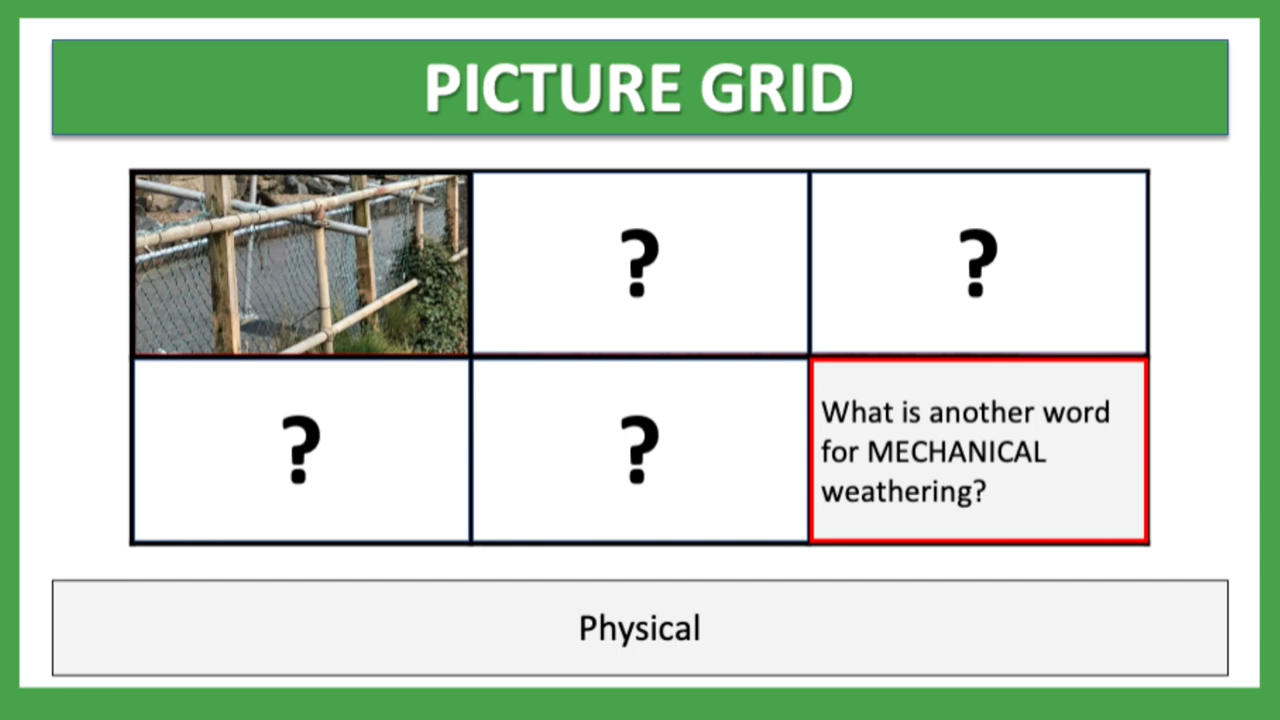 PICTURE GRID
? ?
? ?
What is another word
for MECHANICAL
weathering?
Physical